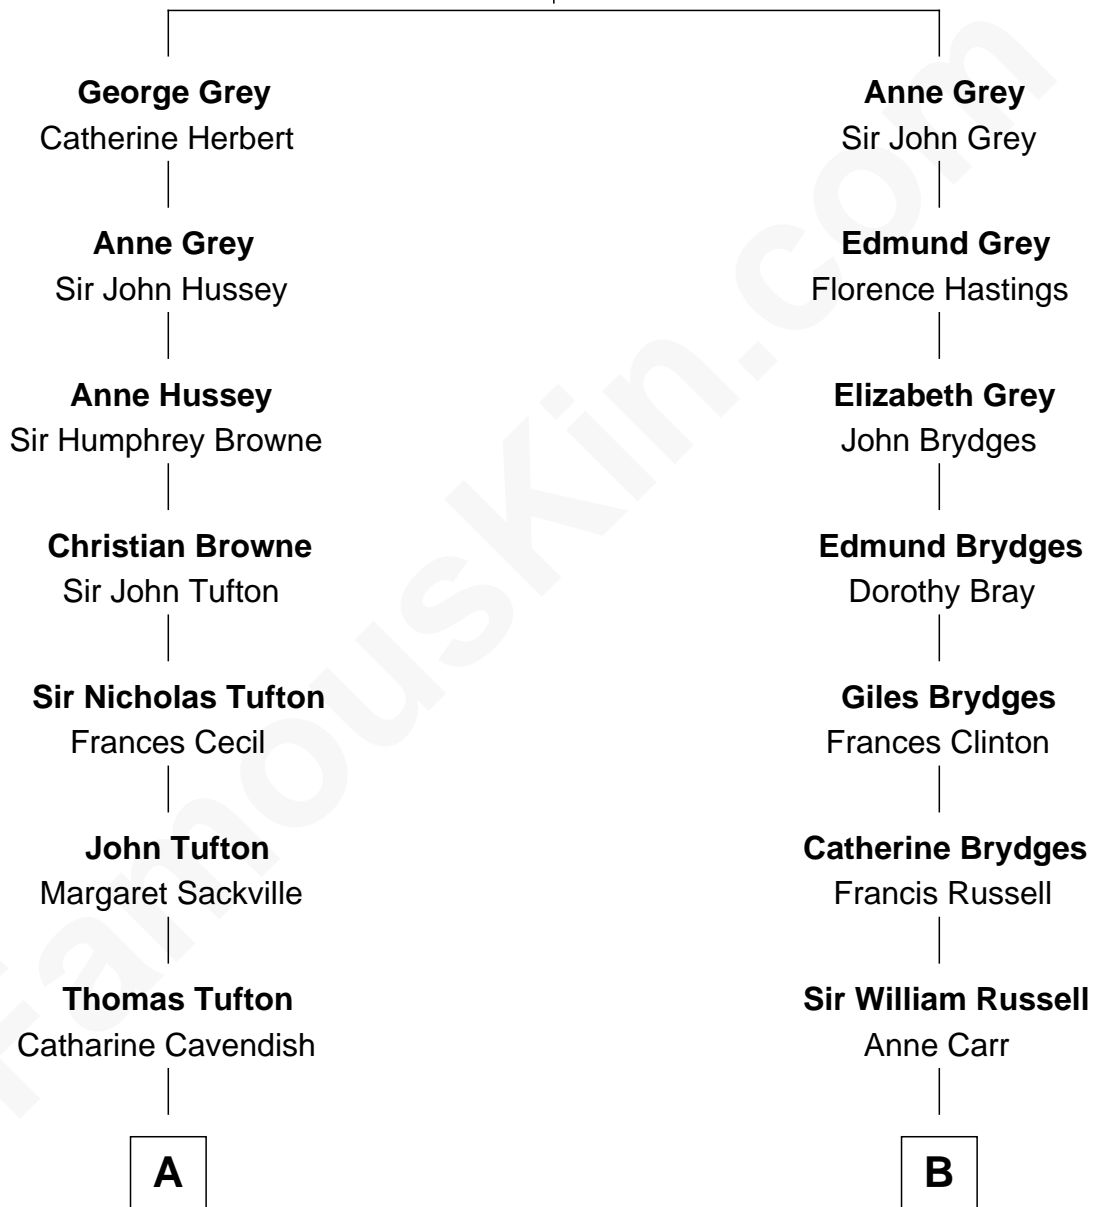 George Grey
Catherine Herbert
Anne Grey
Sir John Hussey
Anne Hussey
Sir Humphrey Browne
Christian Browne
Sir John Tufton
Sir Nicholas Tufton
Frances Cecil
John Tufton
Margaret Sackville
Thomas Tufton
Catharine Cavendish
A
Anne Grey
Sir John Grey
Edmund Grey
Florence Hastings
Elizabeth Grey
John Brydges
Edmund Brydges
Dorothy Bray
Giles Brydges
Frances Clinton
Catherine Brydges
Francis Russell
Sir William Russell
Anne Carr
B
FamousKin.com